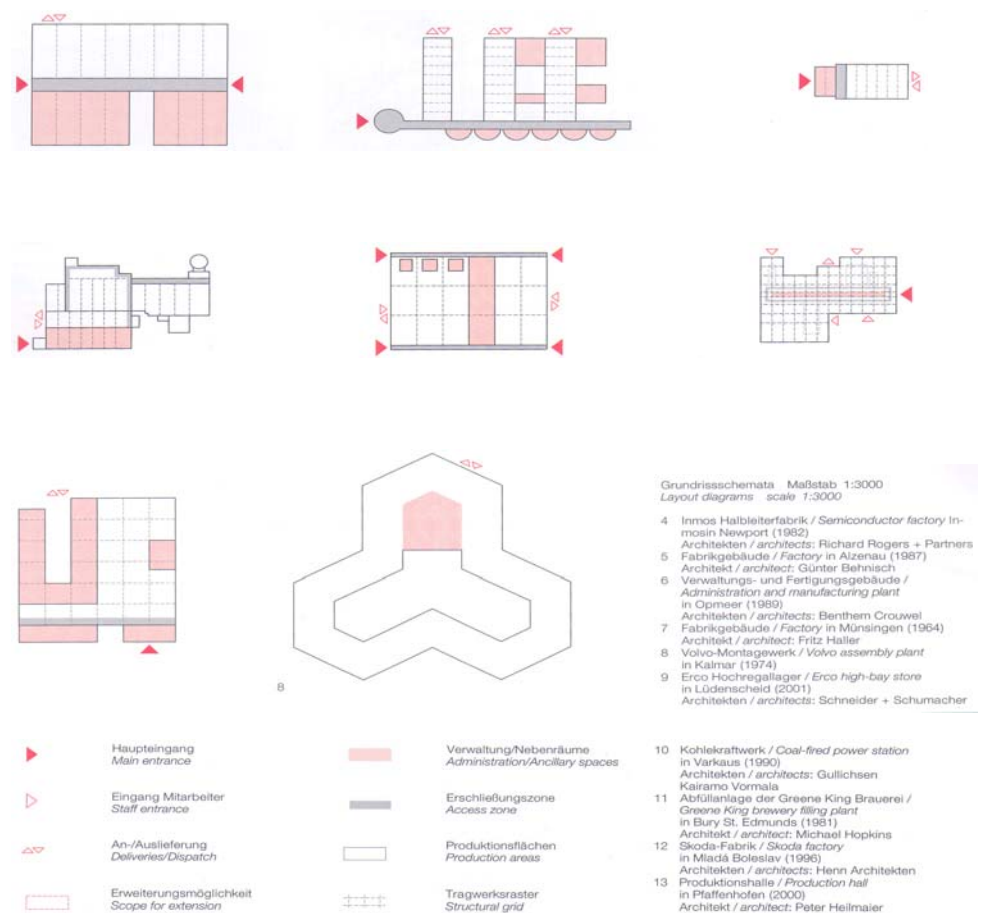 8
Grundrissschemata Maßstab 1:3000
Layout diagrams scale 1:3000
4 Inmos Halbleiterfabrik / Semiconductor factory In-
mosin Newport (1982)
Architekten / architects: Richard Rogers + Partners
5 Fabrikgebäude / Factory in Alzenau (1987)
Architekt / architect: Günter Behnisch
6 Verwaltungs- und Fertigungsgebäude /
Administration and manufacturing plant
in Opmeer (1989)
Architekten / architects: Benthem Crouwel
7 Fabrikgebäude / Factory in Münsingen (1964)
Architekt / architect: Fritz Haller
8 Volvo-Montagewerk / Volvo assembly plant
in Kalmar (1974)
9 Erco Hochregallager / Erco high-bay store
in Lüdenscheid (2001)
Architekten / architects: Schneider + Schumacher
Haupteingang
Main entrance
Eingang Mitarbeiter
Staff entrance
An-/Auslieferung
Deliveries/Dispatch
Erweiterungsmöglichkeit
Scope for extension
Verwaltung/Nebenräume
Administration/Ancillary spaces
Erschließungszone
Access zone
Produktionsflächen
Production areas
Tragwerksraster
Structural grid
10 Kohlekraftwerk / Coal-fired power station
in Varkaus (1990)
Architekten / architects: Gullichsen
Kairamo Vormala
11 Abfüllanlage der Greene King Brauerei /
Greene King brewery filling plant
in Bury St. Edmunds (1981)
Architekt / architect: Michael Hopkins
12 Skoda-Fabrik / Skoda factory
in Mladá Boleslav (1996)
Architekten / architects: Henn Architekten
13 Produktionshalle / Production hall
in Pfaffenhofen (2000)
Architekt / architect: Peter Heilmaier